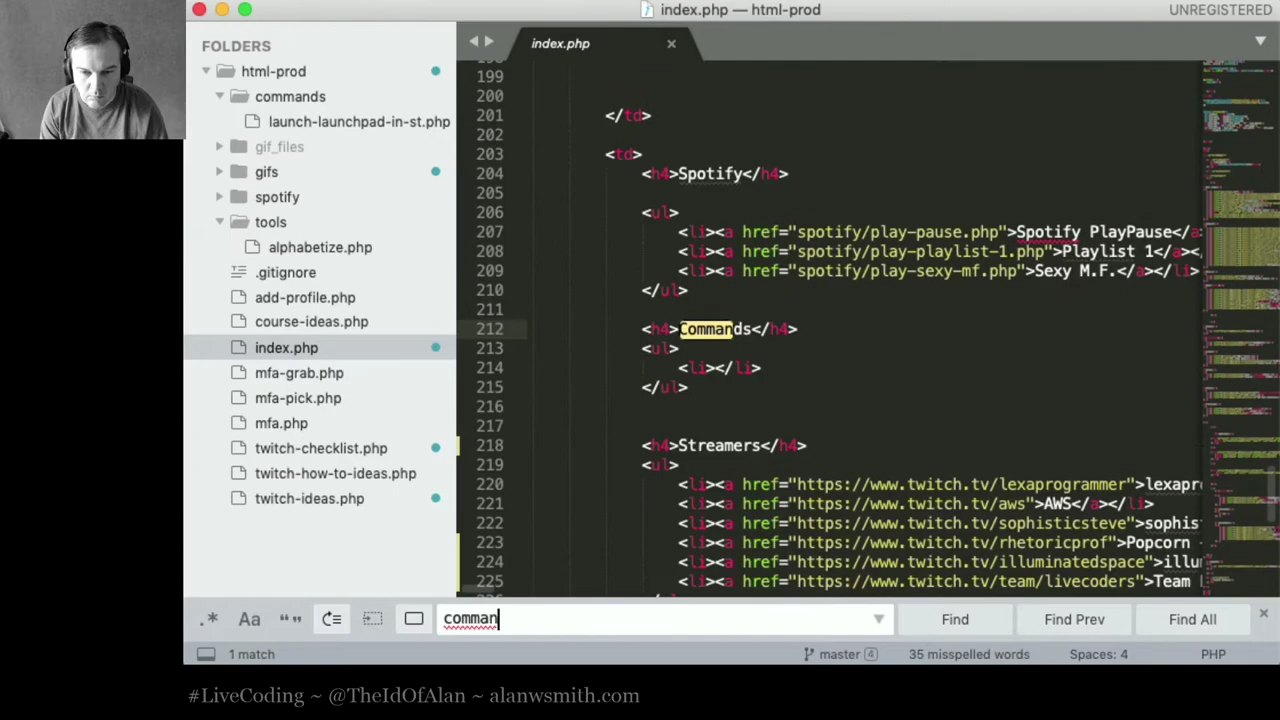 index.php — html-prod
UNREGISTERED
FOLDERS
html-prod
commands
launch-launchpad-in-st.php
gif_files
gifs
spotify
tools
alphabetize.php
.gitignore
add-profile.php
course-ideas.php
index.php
mfa-grab.php
mfa-pick.php
mfa.php
twitch-checklist.php
twitch-how-to-ideas.php
twitch-ideas.php
index.php
199
200
201 </td>
202
203 <td>
204 <h4>Spotify</h4>
205
206 <ul>
207 <li><a href="spotify/play-pause.php">Spotify PlayPause</a
208 <li><a href="spotify/play-playlist-1.php">Playlist 1</a></
209 <li><a href="spotify/play-sexy-mf.php">Sexy M.F.</a></li>
210 </ul>
211
212 <h4>Commands</h4>
213 <ul>
214 <li></li>
215 </ul>
216
217
218 <h4>Streamers</h4>
219 <ul>
220 <li><a href="https://www.twitch.tv/lexaprogrammer">lexapr
221 <li><a href="https://www.twitch.tv/aws">AWS</a></li>
222 <li><a href="https://www.twitch.tv/sophisticsteve">sophis
223 <li><a href="https://www.twitch.tv/rhetoricprof">Popcorn
224 <li><a href="https://www.twitch.tv/illuminatedspace">illu
225 <li><a href="https://www.twitch.tv/team/livecoders">Team
.* Aa “” comman Find Find Prev Find All
1 match master 4 35 misspelled words Spaces: 4 PHP
#LiveCoding ~ @TheIdOfAlan ~ alanwsmith.com